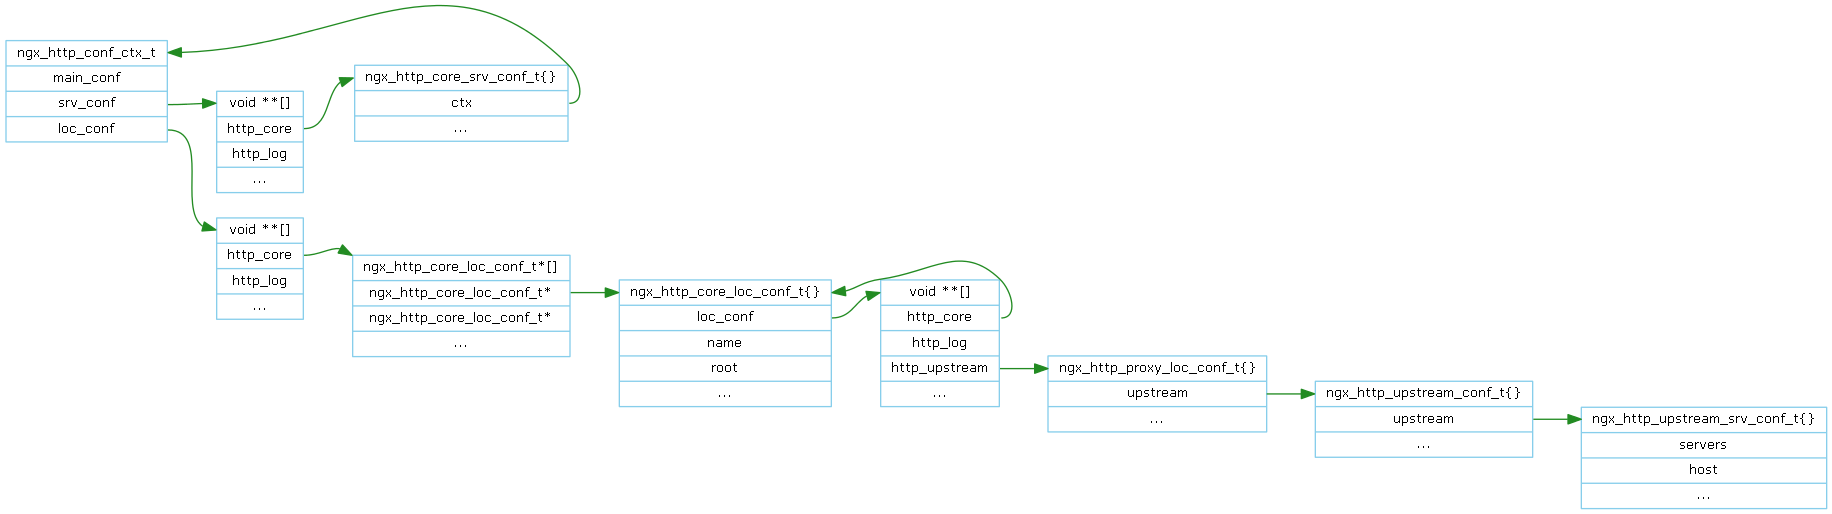 ngx_http_conf_ctx_t
main_conf
srv_conf
loc_conf
void **[]
http_core
http_log
...
ngx_http_core_srv_conf_t{}
ctx
...
void **[]
http_core
http_log
...
ngx_http_core_loc_conf_t*[]
ngx_http_core_loc_conf_t*
ngx_http_core_loc_conf_t*
...
ngx_http_core_loc_conf_t{}
loc_conf
name
root
...
void **[]
http_core
http_log
http_upstream
...
ngx_http_proxy_loc_conf_t{}
upstream
...
ngx_http_upstream_conf_t{}
upstream
...
ngx_http_upstream_srv_conf_t{}
servers
host
...